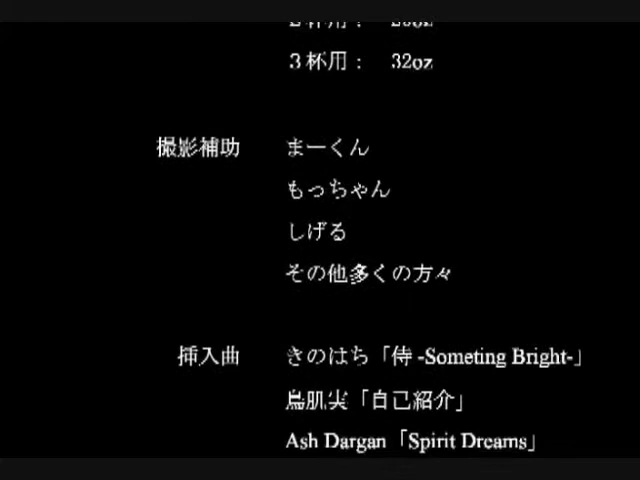 ３杯用： 32oz
撮影補助 まーくん
もっちゃん
しげる
その他多くの方々
挿入曲 きのはち「侍 -Someting Bright-」
鳥肌実「自己紹介」
Ash Dargan「Spirit Dreams」